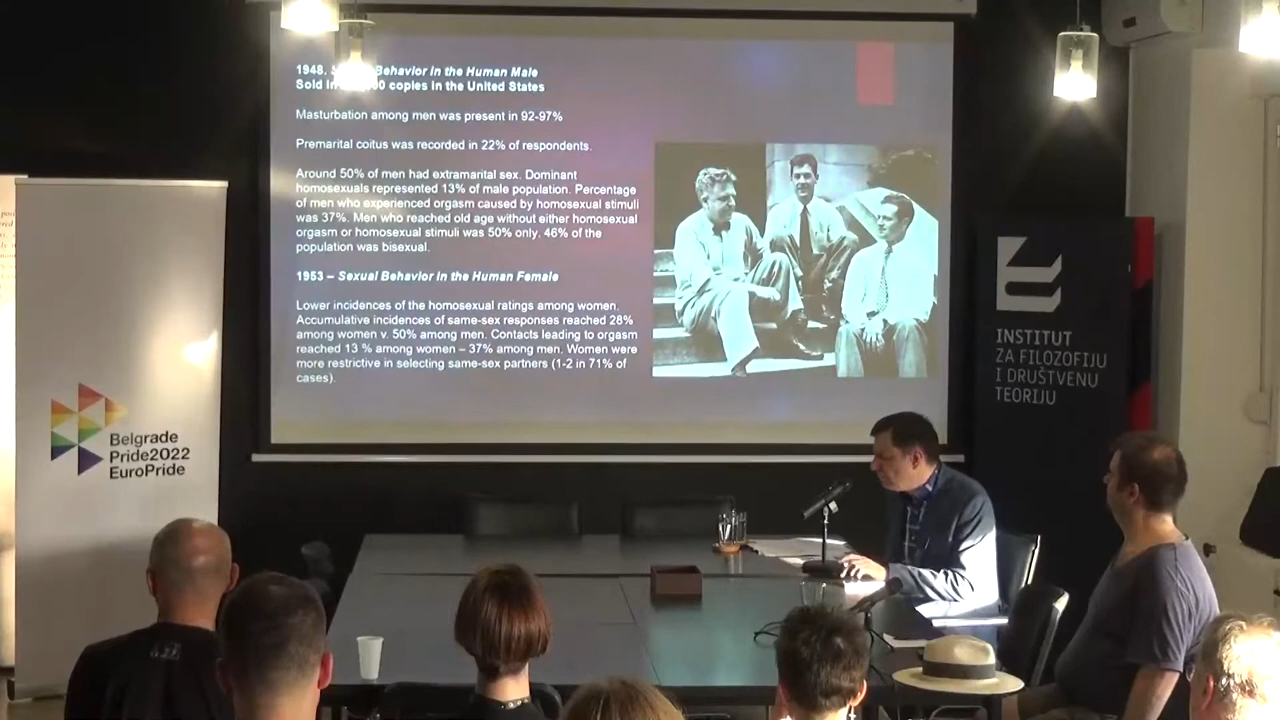 1948. Behavior in the Human Male
Sold in copies in the United States
Masturbation among men was present in 92-97%
Premarital coitus was recorded in 22% of respondents.
Around 50% of men had extramarital sex. Dominant
homosexuals represented 13% of male population. Percentage
of men who experienced orgasm caused by homosexual stimuli
was 37%. Men who reached old age without either homosexual
orgasm or homosexual stimuli was 50% only. 46% of the
population was bisexual.
1953 – Sexual Behavior in the Human Female
Lower incidences of the homosexual ratings among women.
Accumulative incidences of same-sex responses reached 28%
among women v. 50% among men. Contacts leading to orgasm
reached 13 % among women – 37% among men. Women were
more restrictive in selecting same-sex partners (1-2 in 71% of
cases).
Belgrade
Pride2022
EuroPride
INSTITUT
ZA FILOZOFIJU
I DRUŠTVENU
TEORIJU